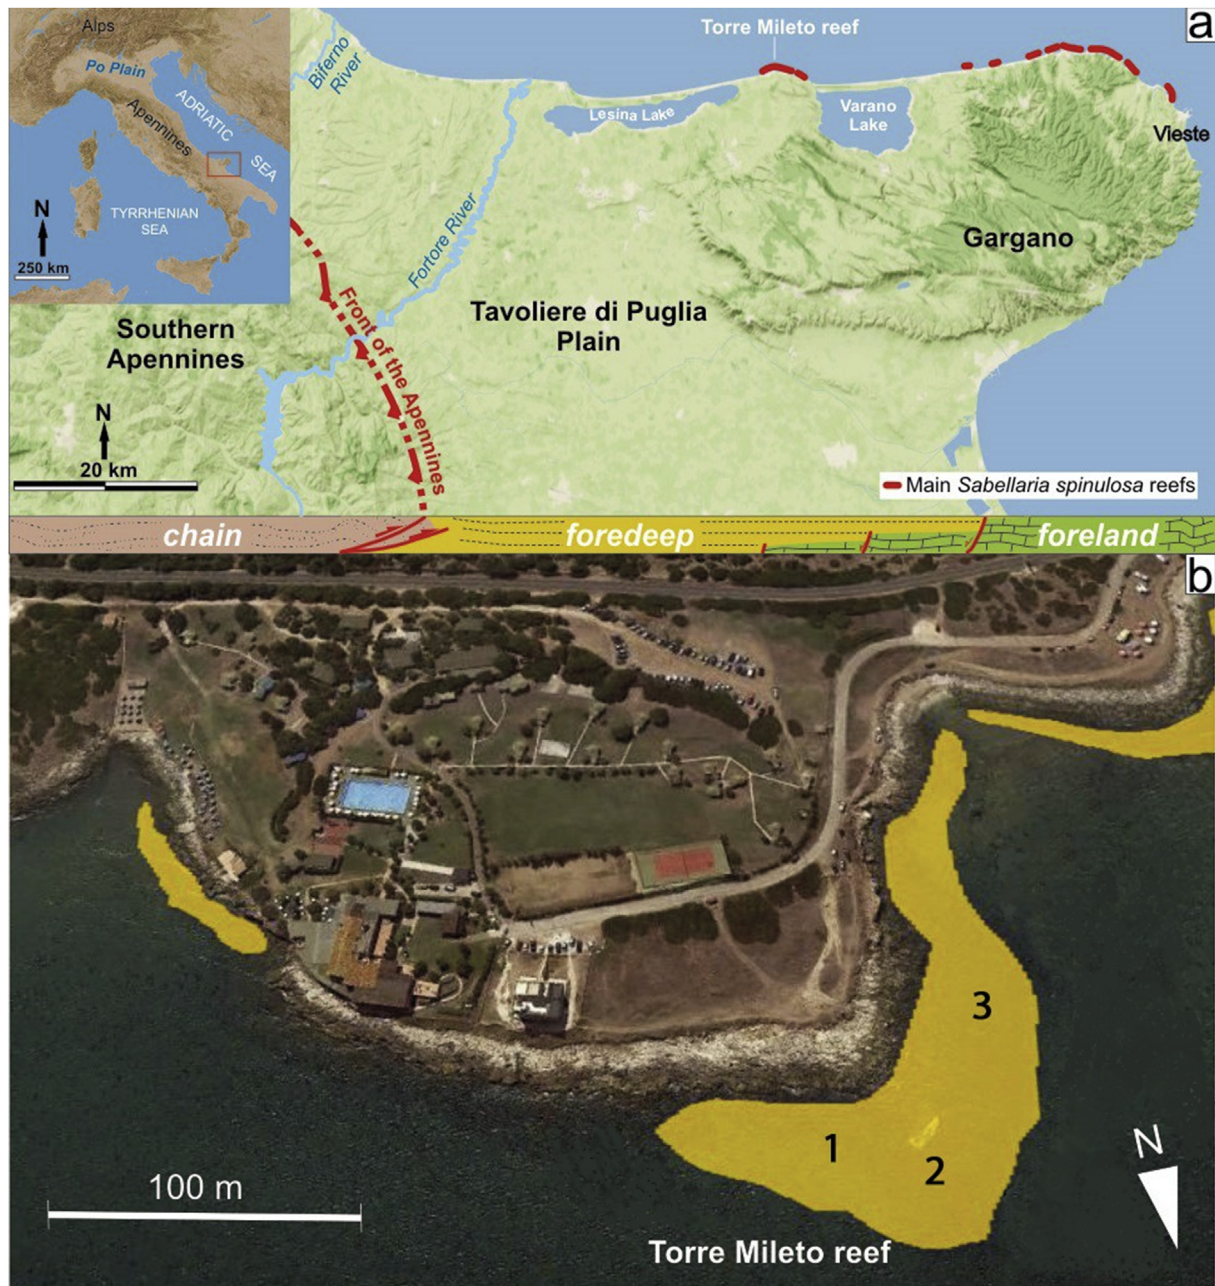 a
Alps
Po Plain
Apennines
ADRIATIC
SEA
TYRRHENIAN
SEA
N
250 km
Biferno
River
Torre Mileto reef
Lesina Lake
Varano
Lake
Vieste
Fortore River
Gargano
Tavoliere di Puglia
Plain
Southern
Apennines
Front of the Apennines
N
20 km
Main Sabellaria spinulosa reefs
chain
foredeep
foreland
b
3
1
2
N
100 m
Torre Mileto reef